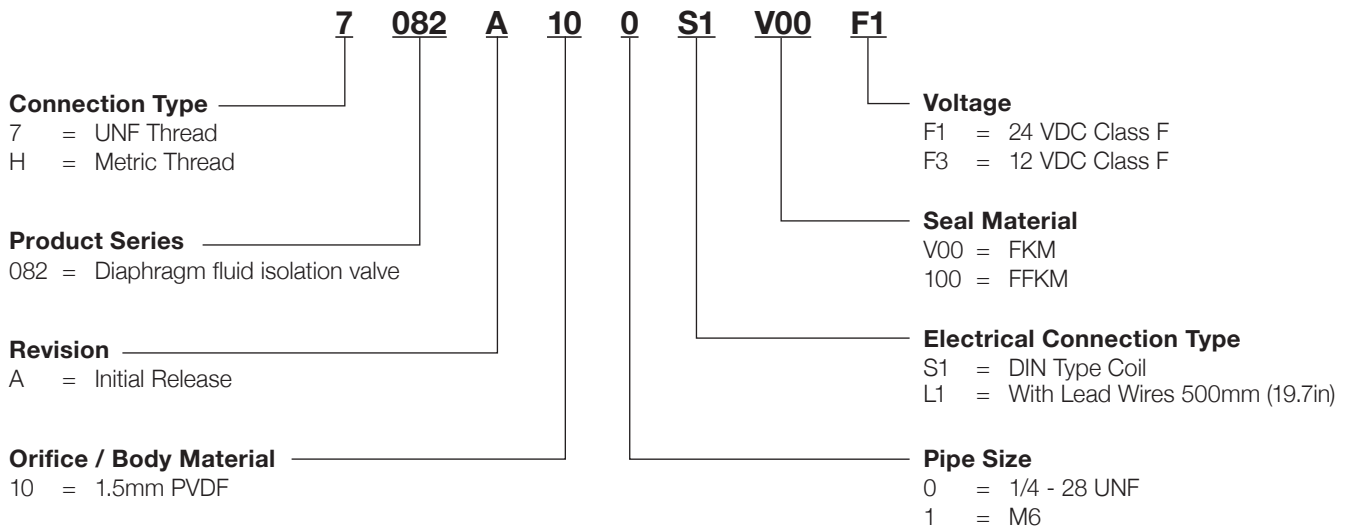 7 082 A 10 0 S1 V00 F1
Connection Type
7 = UNF Thread
H = Metric Thread
Product Series
082 = Diaphragm fluid isolation valve
Revision
A = Initial Release
Orifice / Body Material
10 = 1.5mm PVDF
Voltage
F1 = 24 VDC Class F
F3 = 12 VDC Class F
Seal Material
V00 = FKM
100 = FFKM
Electrical Connection Type
S1 = DIN Type Coil
L1 = With Lead Wires 500mm (19.7in)
Pipe Size
0 = 1/4 - 28 UNF
1 = M6